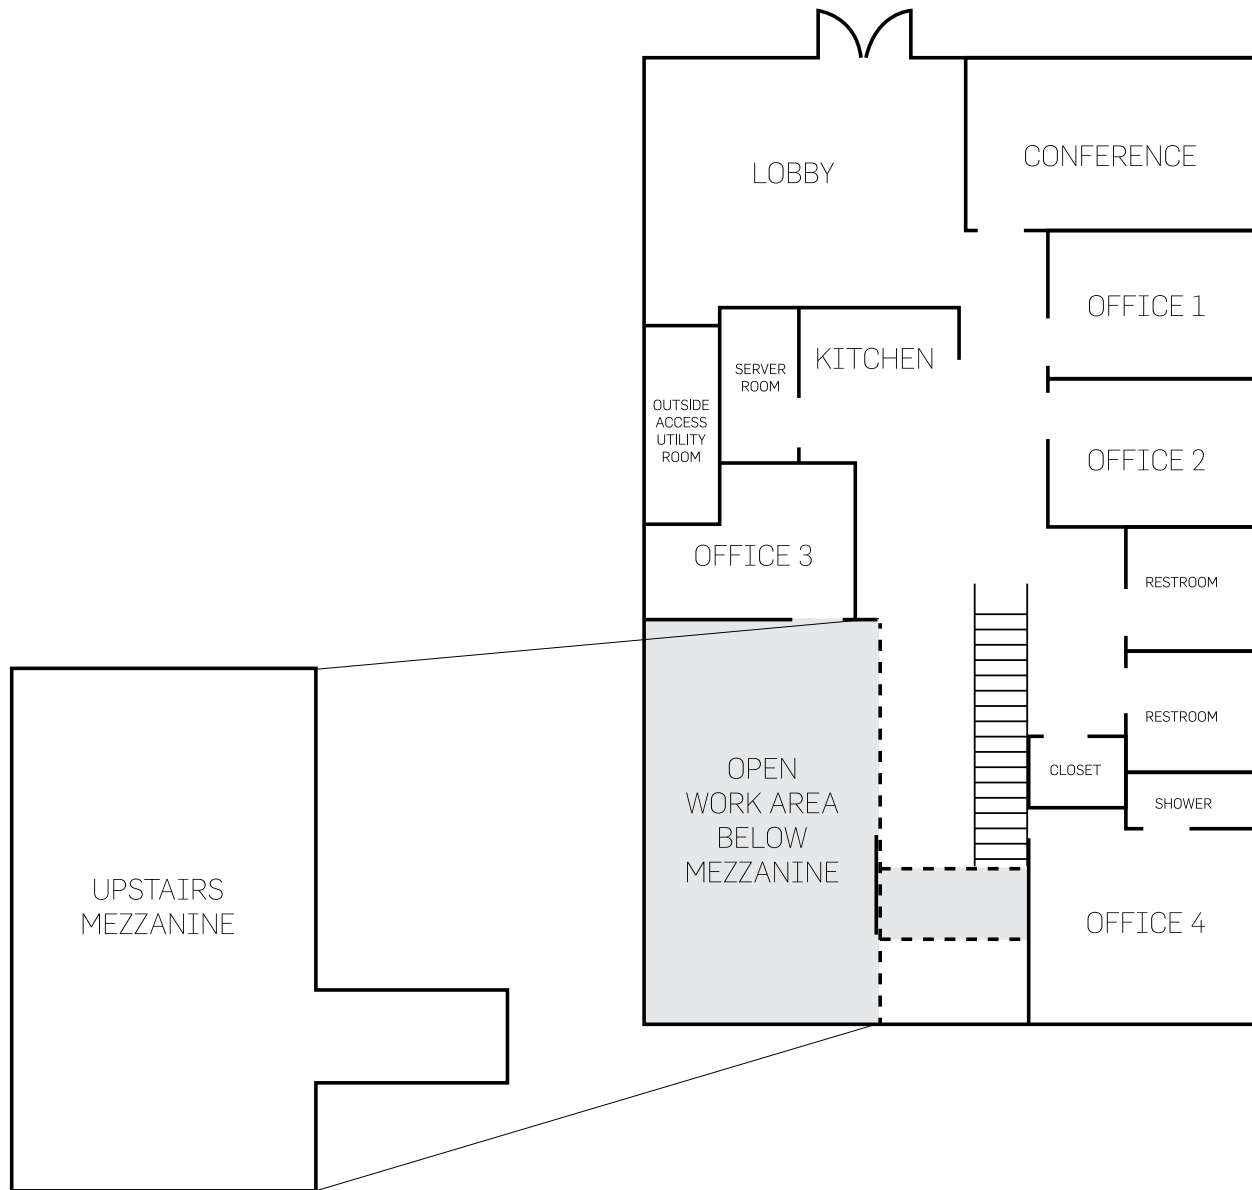 LOBBY
CONFERENCE
OFFICE 1
KITCHEN
SERVER
ROOM
OUTSIDE
ACCESS
UTILITY
ROOM
OFFICE 2
OFFICE 3
RESTROOM
RESTROOM
CLOSET
SHOWER
OPEN
WORK AREA
BELOW
MEZZANINE
UPSTAIRS
MEZZANINE
OFFICE 4